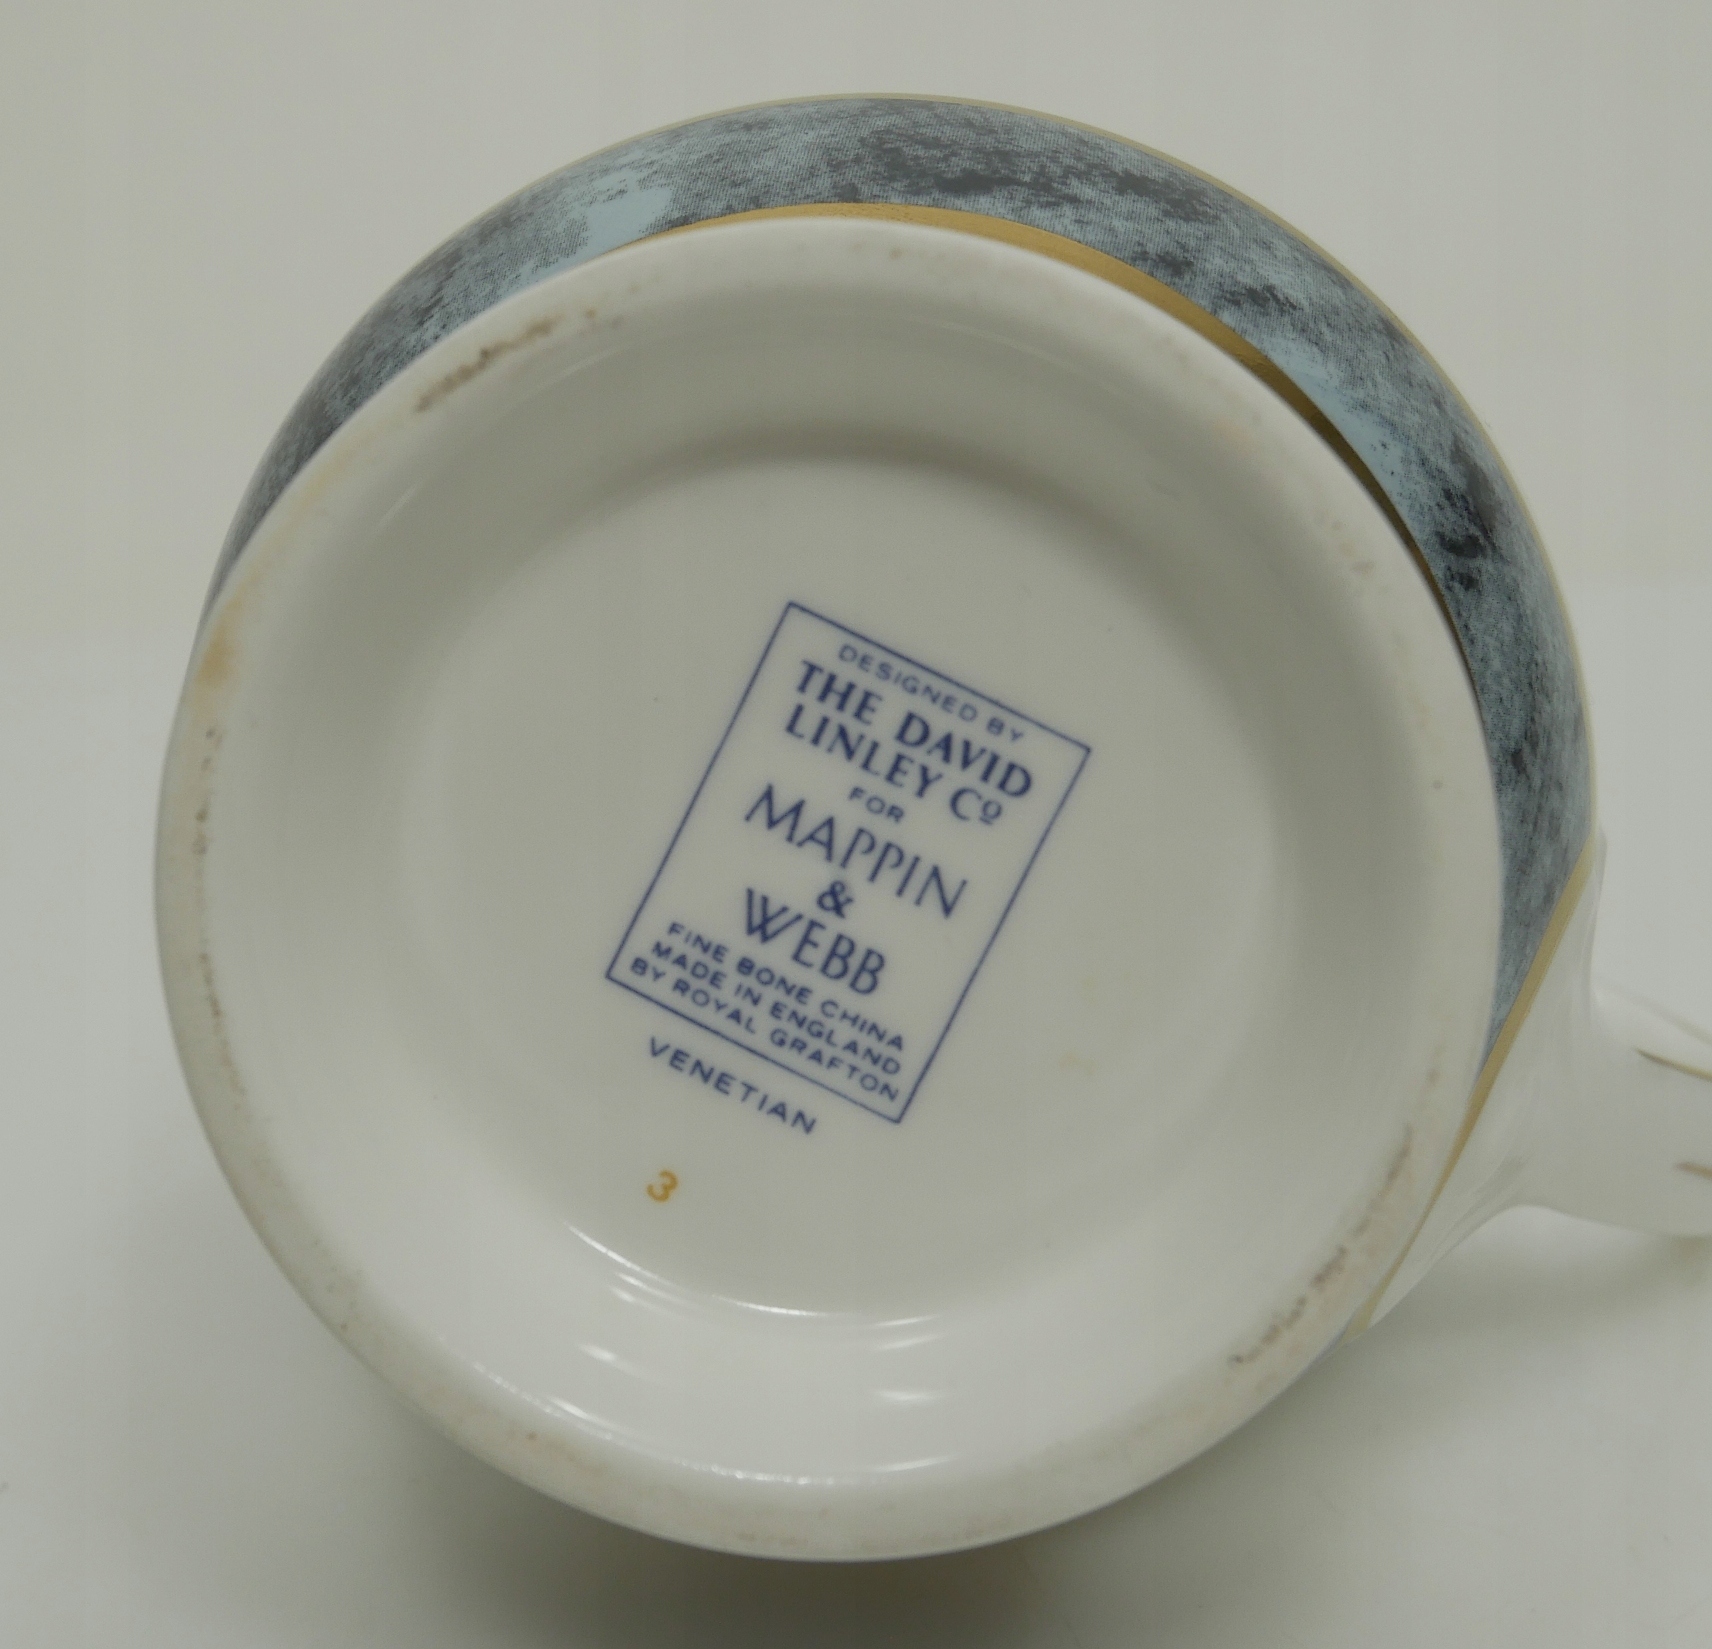 DESIGNED BY
THE DAVID
LINLEY Cº
FOR
MAPPIN
&
WEBB
FINE BONE CHINA
MADE IN ENGLAND
BY ROYAL GRAFTON
VENETIAN
3